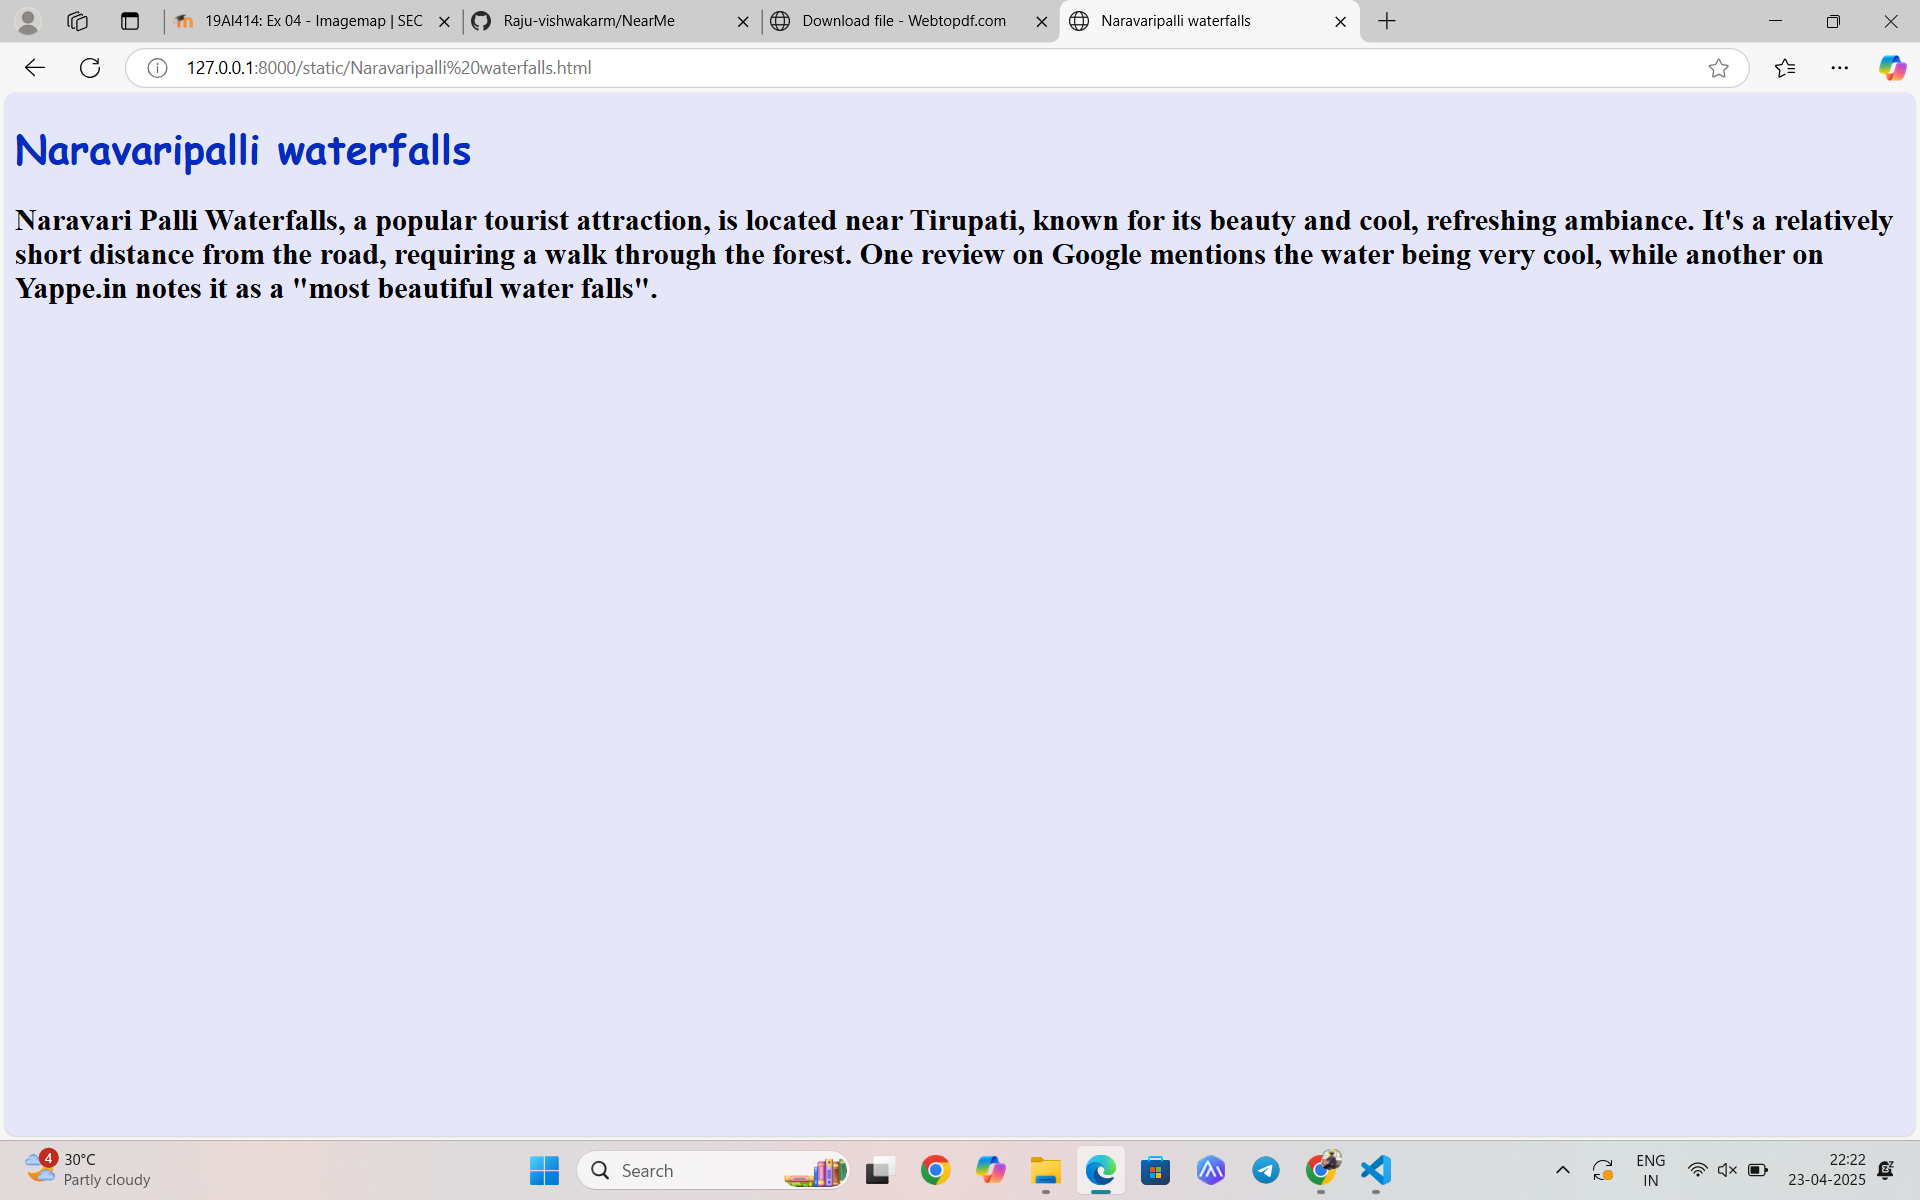 19AI414: Ex 04 - Imagemap | SEC
Raju-vishwakarm/NearMe
Download file - Webtopdf.com
Naravaripalli waterfalls
127.0.0.1:8000/static/Naravaripalli%20waterfalls.html
Naravaripalli waterfalls
Naravari Palli Waterfalls, a popular tourist attraction, is located near Tirupati, known for its beauty and cool, refreshing ambiance. It's a relatively
short distance from the road, requiring a walk through the forest. One review on Google mentions the water being very cool, while another on
Yappe.in notes it as a "most beautiful water falls".
4
30°C
Partly cloudy
Search
ENG
IN
22:22
23-04-2025